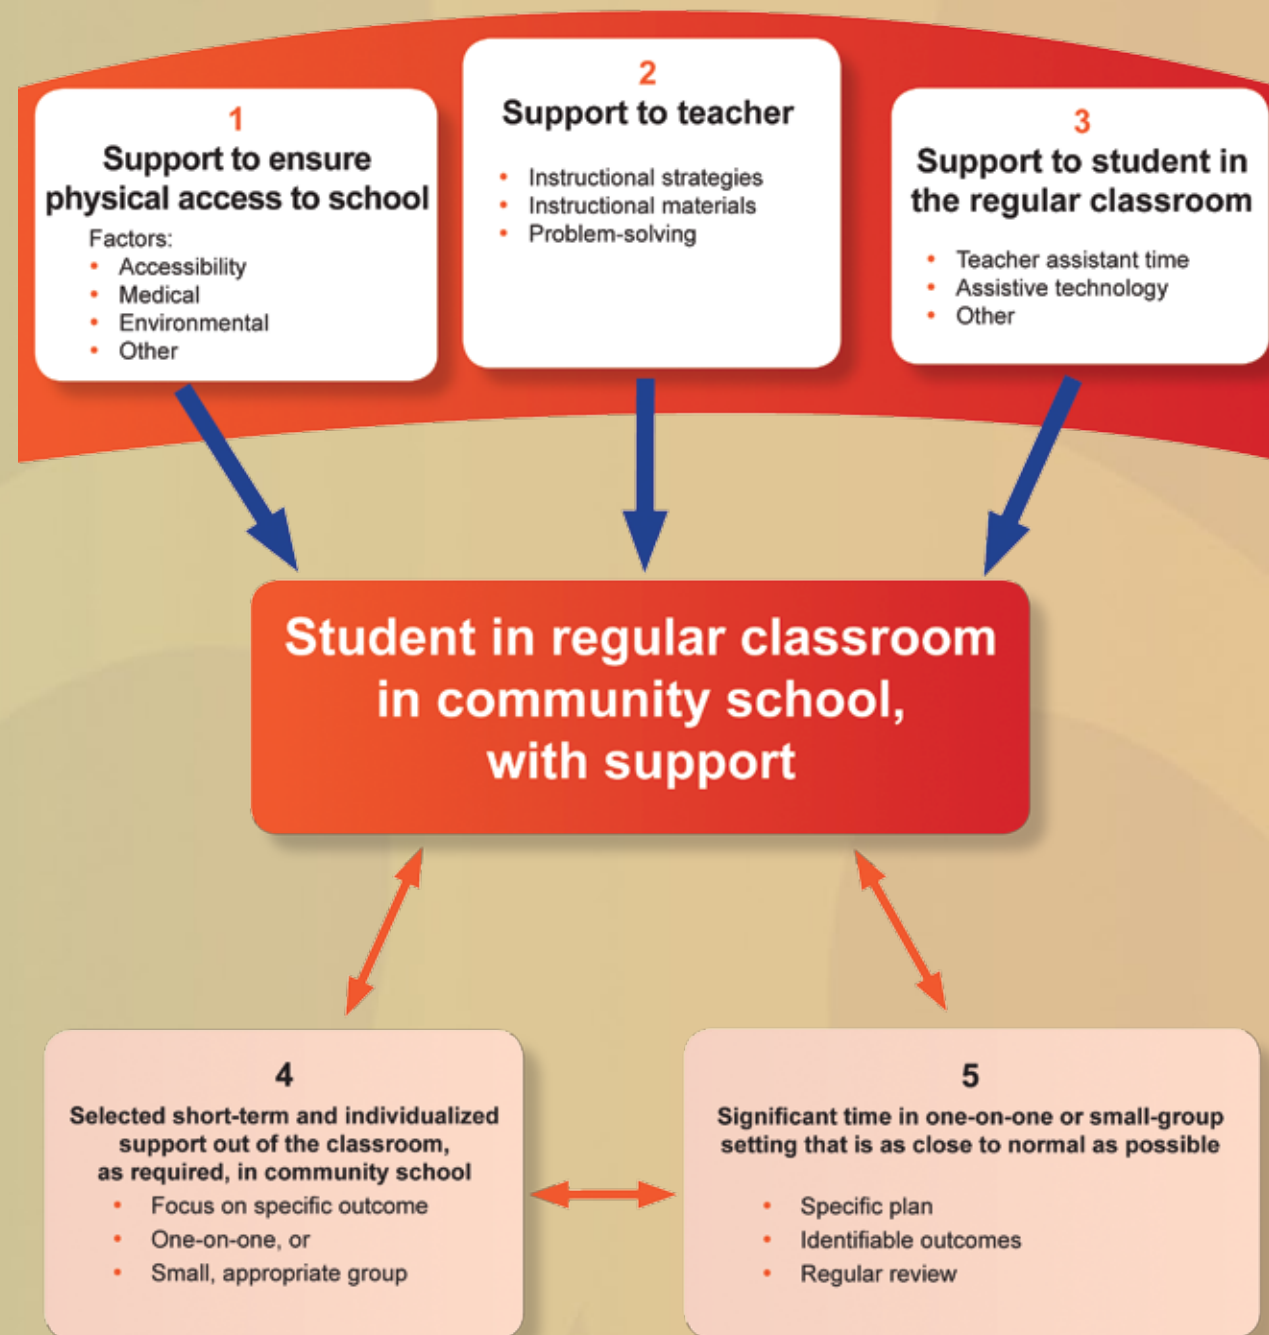 1
Support to ensure
physical access to school
Factors:
• Accessibility
• Medical
• Environmental
• Other
2
Support to teacher
• Instructional strategies
• Instructional materials
• Problem-solving
3
Support to student in
the regular classroom
• Teacher assistant time
• Assistive technology
• Other
Student in regular classroom
in community school,
with support
4
Selected short-term and individualized
support out of the classroom,
as required, in community school
• Focus on specific outcome
• One-on-one, or
• Small, appropriate group
5
Significant time in one-on-one or small-group
setting that is as close to normal as possible
• Specific plan
• Identifiable outcomes
• Regular review